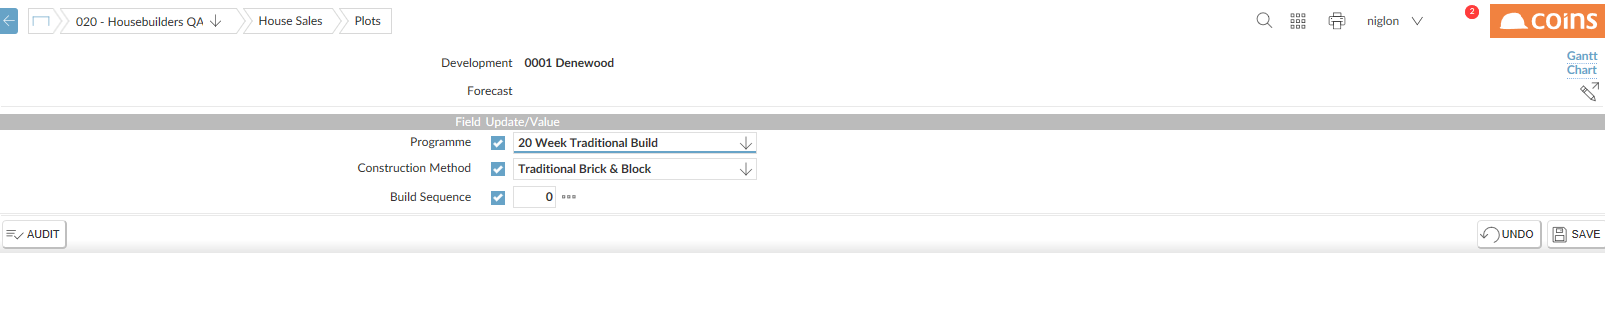 020 - Housebuilders QA House Sales Plots niglon 2 coins
Development 0001 Denewood Gantt
Chart
Forecast
Field Update/Value
Programme 20 Week Traditional Build
Construction Method Traditional Brick & Block
Build Sequence 0
AUDIT UNDO SAVE